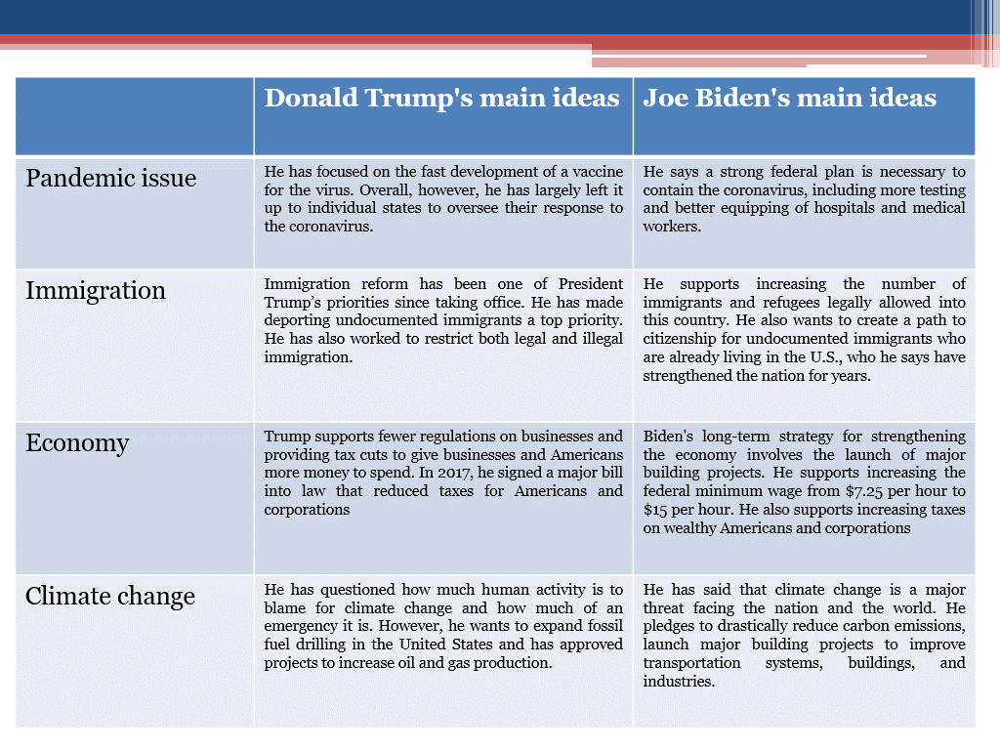 Donald Trump's main ideas
Joe Biden's main ideas
Pandemic issue
He has focused on the fast development of a vaccine
for the virus. Overall, however, he has largely left it
up to individual states to oversee their response to
the coronavirus.
He says a strong federal plan is necessary to
contain the coronavirus, including more testing
and better equipping of hospitals and medical
workers.
Immigration
Immigration reform has been one of President
Trump’s priorities since taking office. He has made
deporting undocumented immigrants a top priority.
He has also worked to restrict both legal and illegal
immigration.
He supports increasing the number of
immigrants and refugees legally allowed into
this country. He also wants to create a path to
citizenship for undocumented immigrants who
are already living in the U.S., who he says have
strengthened the nation for years.
Economy
Trump supports fewer regulations on businesses and
providing tax cuts to give businesses and Americans
more money to spend. In 2017, he signed a major bill
into law that reduced taxes for Americans and
corporations
Biden's long-term strategy for strengthening
the economy involves the launch of major
building projects. He supports increasing the
federal minimum wage from $7.25 per hour to
$15 per hour. He also supports increasing taxes
on wealthy Americans and corporations
Climate change
He has questioned how much human activity is to
blame for climate change and how much of an
emergency it is. However, he wants to expand fossil
fuel drilling in the United States and has approved
projects to increase oil and gas production.
He has said that climate change is a major
threat facing the nation and the world. He
pledges to drastically reduce carbon emissions,
launch major building projects to improve
transportation systems, buildings, and
industries.